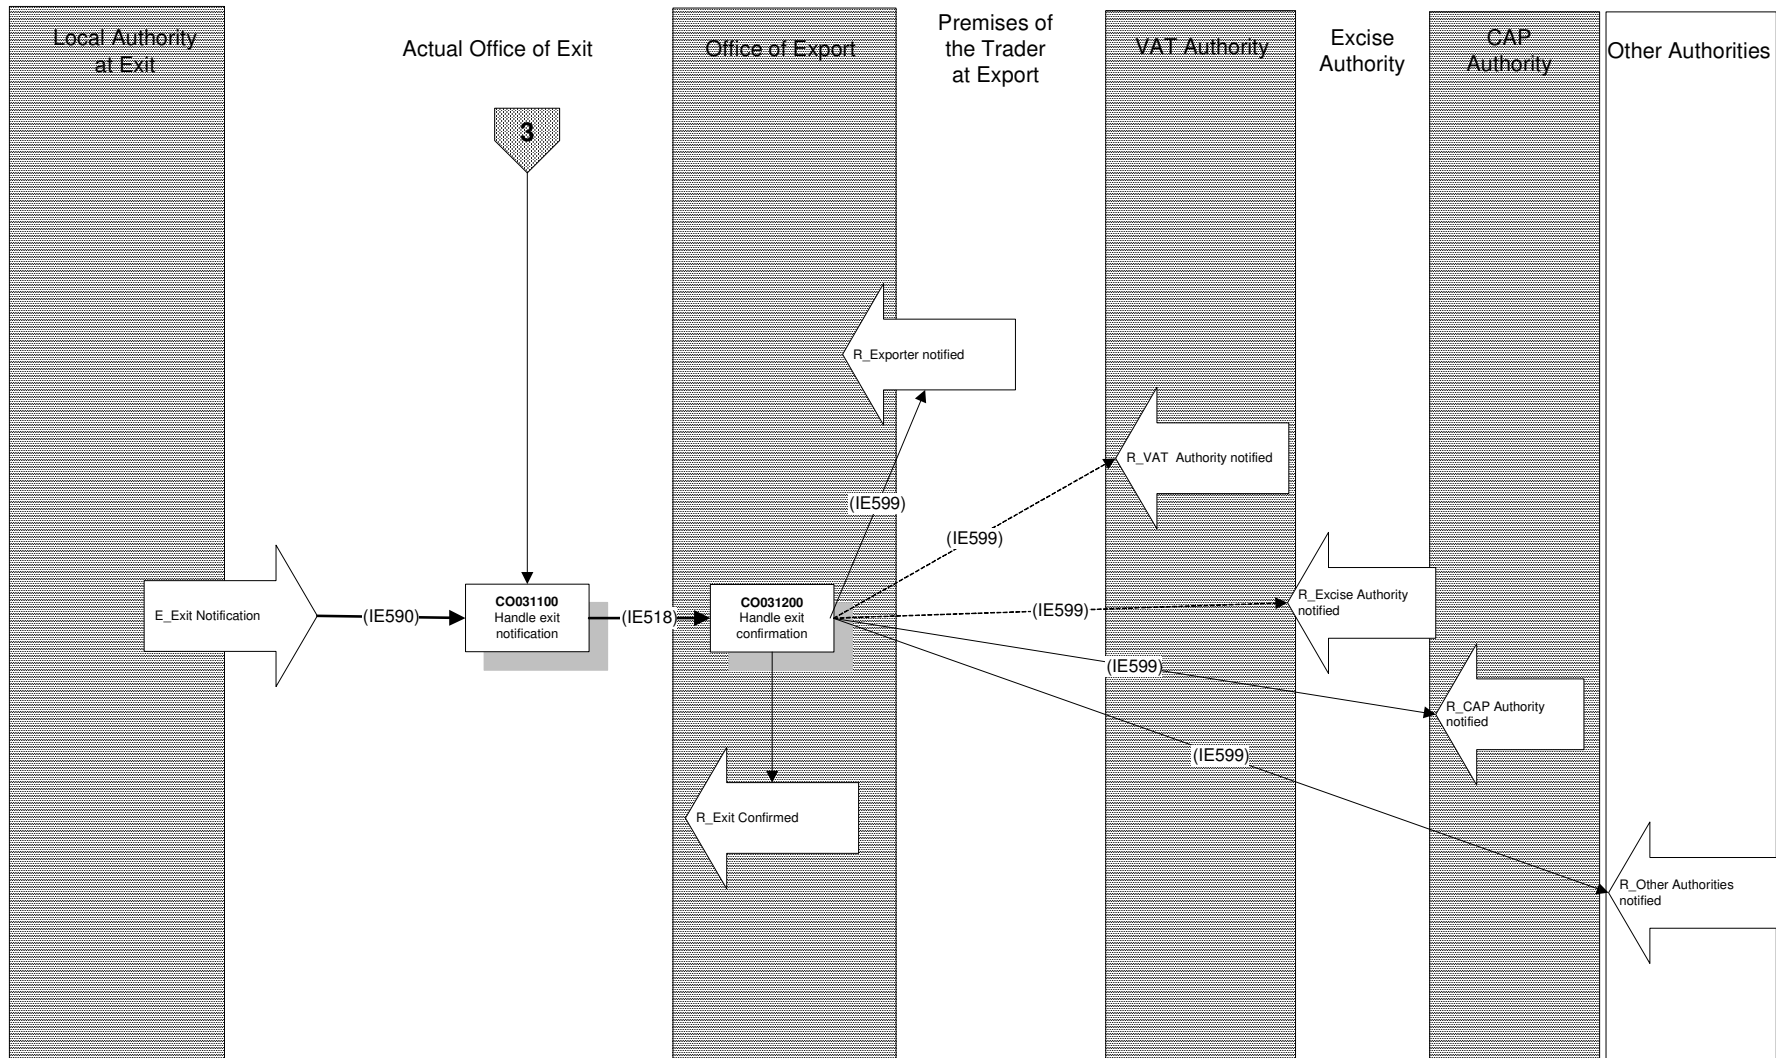 Local Authority
at Exit
Actual Office of Exit
Office of Export
Premises of
the Trader
at Export
VAT Authority
Excise
Authority
CAP
Authority
Other Authorities
3
R_Exporter notified
R_VAT  Authority notified
(IE599)
(IE599)
E_Exit Notification
(IE590)
CO031100
Handle exit
notification
(IE518)
CO031200
Handle exit
confirmation
(IE599)
R_Excise Authority
notified
(IE599)
R_CAP Authority
notified
(IE599)
R_Exit Confirmed
R_Other Authorities
notified